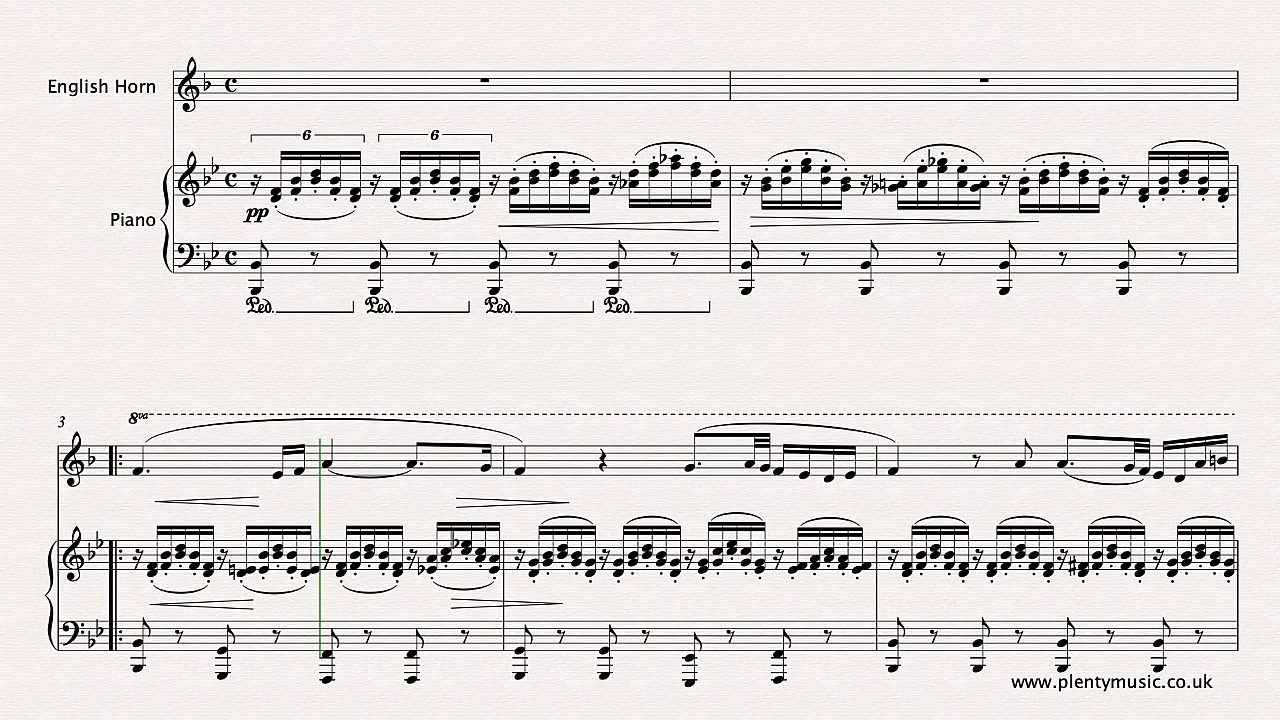 English Horn
6 6
pp
Piano
Ped. Ped. Ped. Ped.
3
8va
www.plentymusic.co.uk